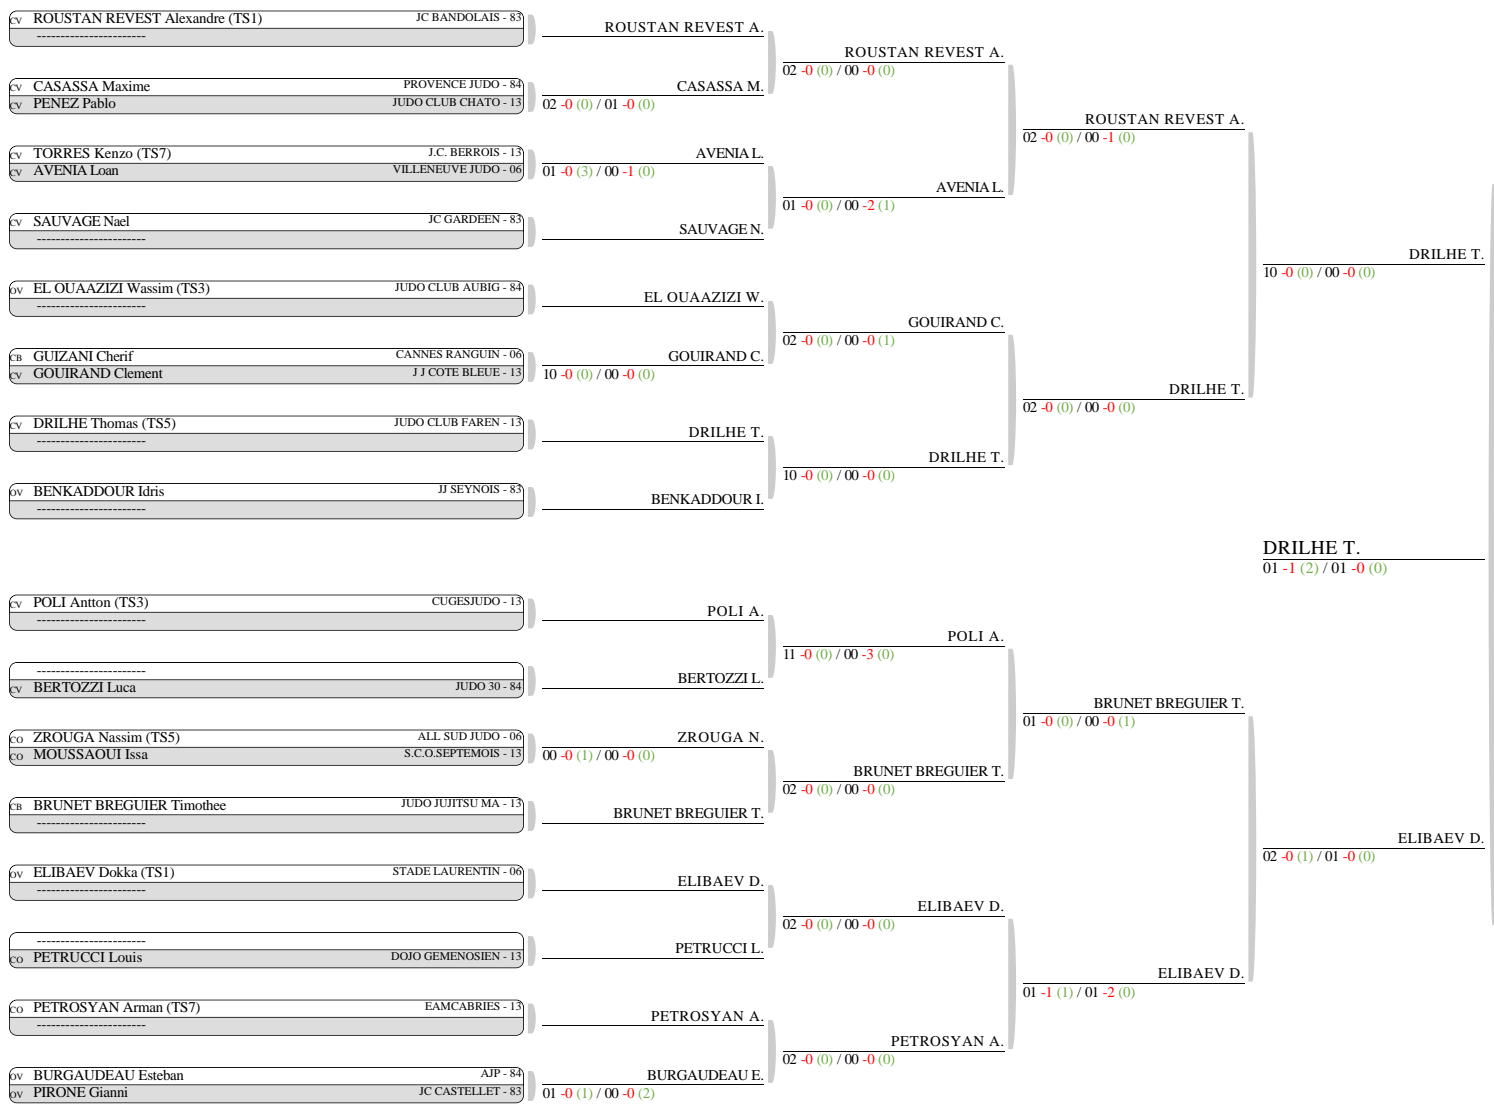 CV ROUSTAN REVEST Alexandre (TS1) JC BANDOLAIS - 83
-----------------------
CV CASASSA Maxime PROVENCE JUDO - 84
CV PENEZ Pablo JUDO CLUB CHATO - 13
CV TORRES Kenzo (TS7) J.C. BERROIS - 13
CV AVENIA Loan VILLENEUVE JUDO - 06
CV SAUVAGE Nael JC GARDEEN - 83
-----------------------
OV EL OUAAZIZI Wassim (TS3) JUDO CLUB AUBIG - 84
-----------------------
CB GUIZANI Cherif CANNES RANGUIN - 06
CV GOUIRAND Clement J J COTE BLEUE - 13
CV DRILHE Thomas (TS5) JUDO CLUB FAREN - 13
-----------------------
OV BENKADDOUR Idris JJ SEYNOIS - 83
-----------------------
CV POLI Antton (TS3) CUGESJUDO - 13
-----------------------
-----------------------
CV BERTOZZI Luca JUDO 30 - 84
CO ZROUGA Nassim (TS5) ALL SUD JUDO - 06
CO MOUSSAOUI Issa S.C.O.SEPTEMOIS - 13
CB BRUNET BREGUIER Timothee JUDO JUJITSU MA - 13
-----------------------
OV ELIBAEV Dokka (TS1) STADE LAURENTIN - 06
-----------------------
-----------------------
CO PETRUCCI Louis DOJO GEMENOSIEN - 13
CO PETROSYAN Arman (TS7) EAMCABRIES - 13
-----------------------
OV BURGAUDEAU Esteban AJP - 84
OV PIRONE Gianni JC CASTELLET - 83
ROUSTAN REVEST A.
CASASSA M.
02 -0 (0) / 01 -0 (0)
AVENIA L.
01 -0 (3) / 00 -1 (0)
SAUVAGE N.
EL OUAAZIZI W.
GOUIRAND C.
10 -0 (0) / 00 -0 (0)
DRILHE T.
BENKADDOUR I.
POLI A.
BERTOZZI L.
ZROUGA N.
00 -0 (1) / 00 -0 (0)
BRUNET BREGUIER T.
ELIBAEV D.
PETRUCCI L.
PETROSYAN A.
BURGAUDEAU E.
01 -0 (1) / 00 -0 (2)
ROUSTAN REVEST A.
02 -0 (0) / 00 -0 (0)
AVENIA L.
01 -0 (0) / 00 -2 (1)
GOUIRAND C.
02 -0 (0) / 00 -0 (1)
DRILHE T.
10 -0 (0) / 00 -0 (0)
POLI A.
11 -0 (0) / 00 -3 (0)
BRUNET BREGUIER T.
02 -0 (0) / 00 -0 (0)
ELIBAEV D.
02 -0 (0) / 00 -0 (0)
PETROSYAN A.
02 -0 (0) / 00 -0 (0)
ROUSTAN REVEST A.
02 -0 (0) / 00 -1 (0)
DRILHE T.
02 -0 (0) / 00 -0 (0)
BRUNET BREGUIER T.
01 -0 (0) / 00 -0 (1)
ELIBAEV D.
01 -1 (1) / 01 -2 (0)
DRILHE T.
10 -0 (0) / 00 -0 (0)
DRILHE T.
01 -1 (2) / 01 -0 (0)
ELIBAEV D.
02 -0 (1) / 01 -0 (0)